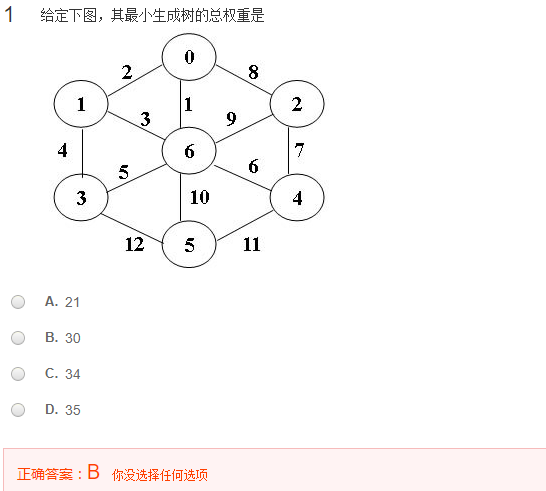 1 给定下图，其最小生成树的总权重是
0
2 8
1 1 2
3 9
6
4 7
5 6
3 10 4
5
12 11
A. 21
B. 30
C. 34
D. 35
正确答案：B 你没选择任何选项